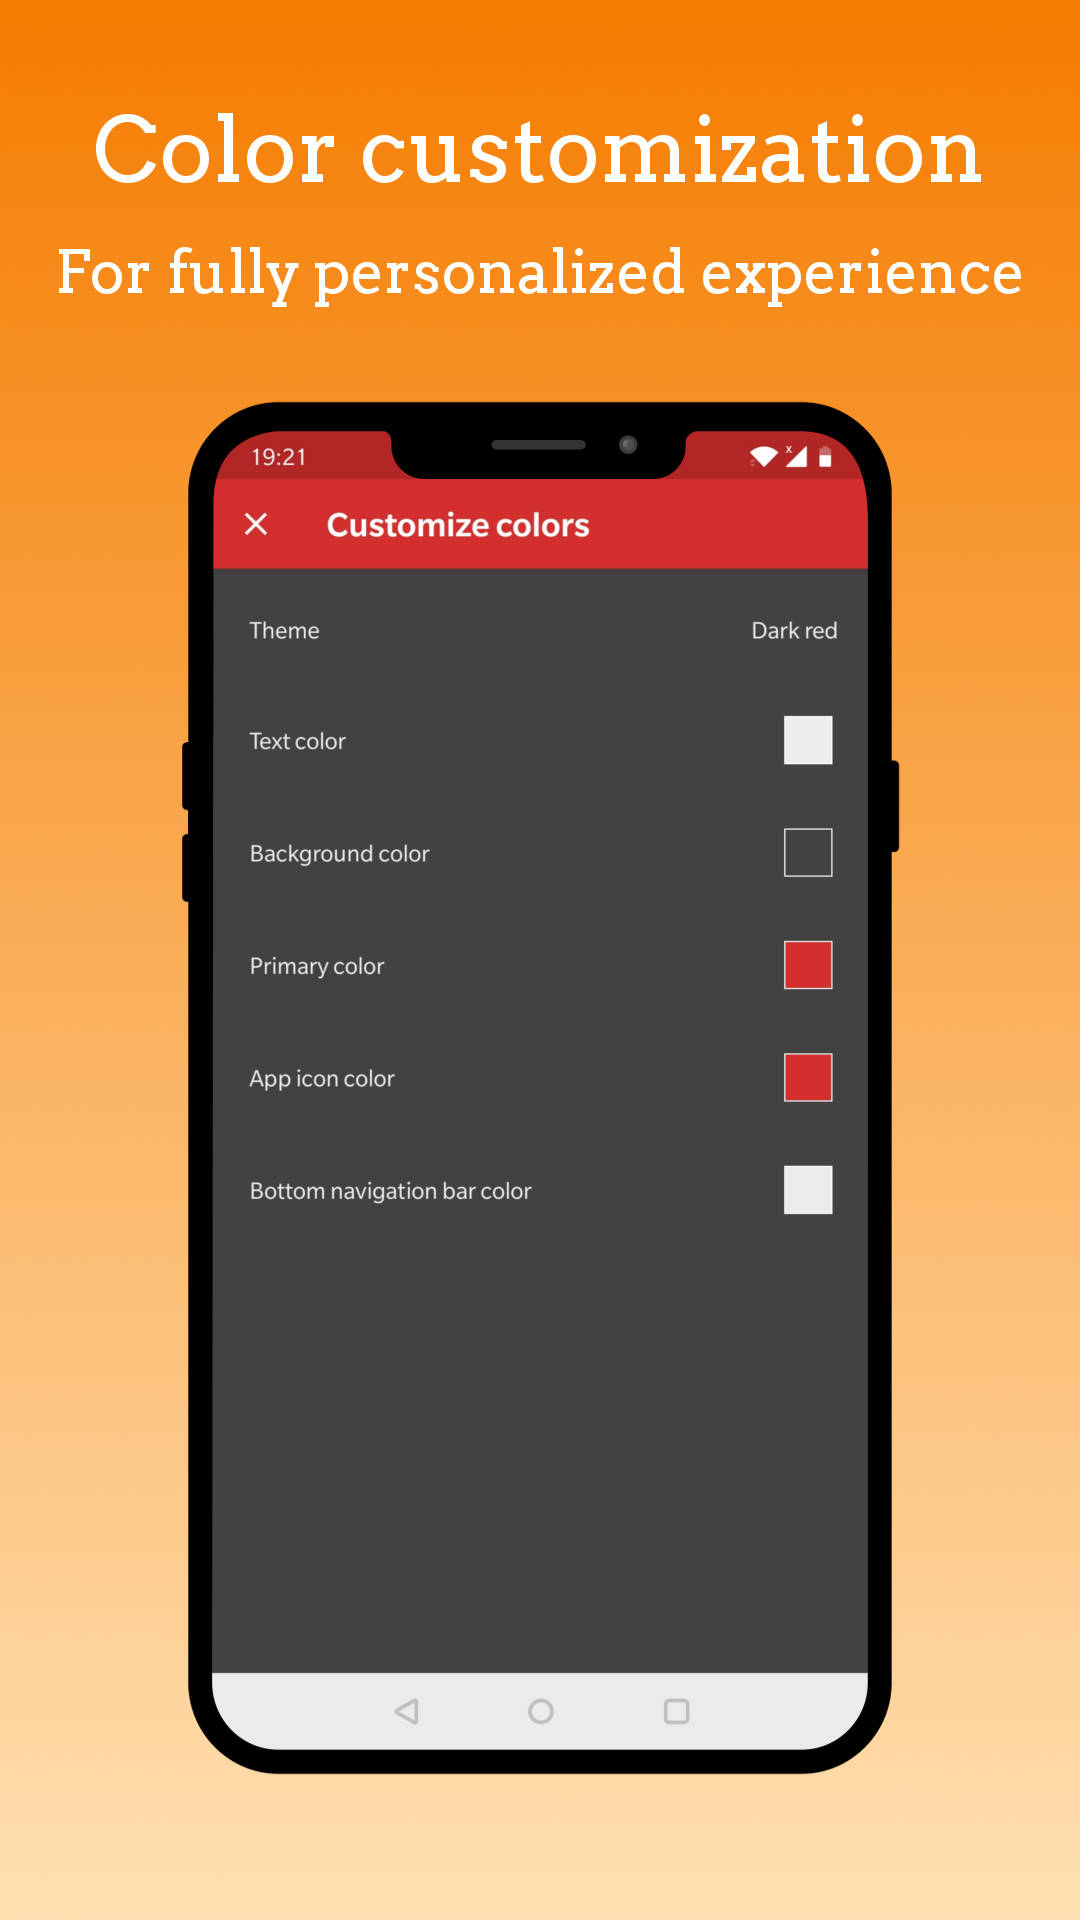 Color customization
For fully personalized experience
19:21
Customize colors
Theme Dark red
Text color
Background color
Primary color
App icon color
Bottom navigation bar color